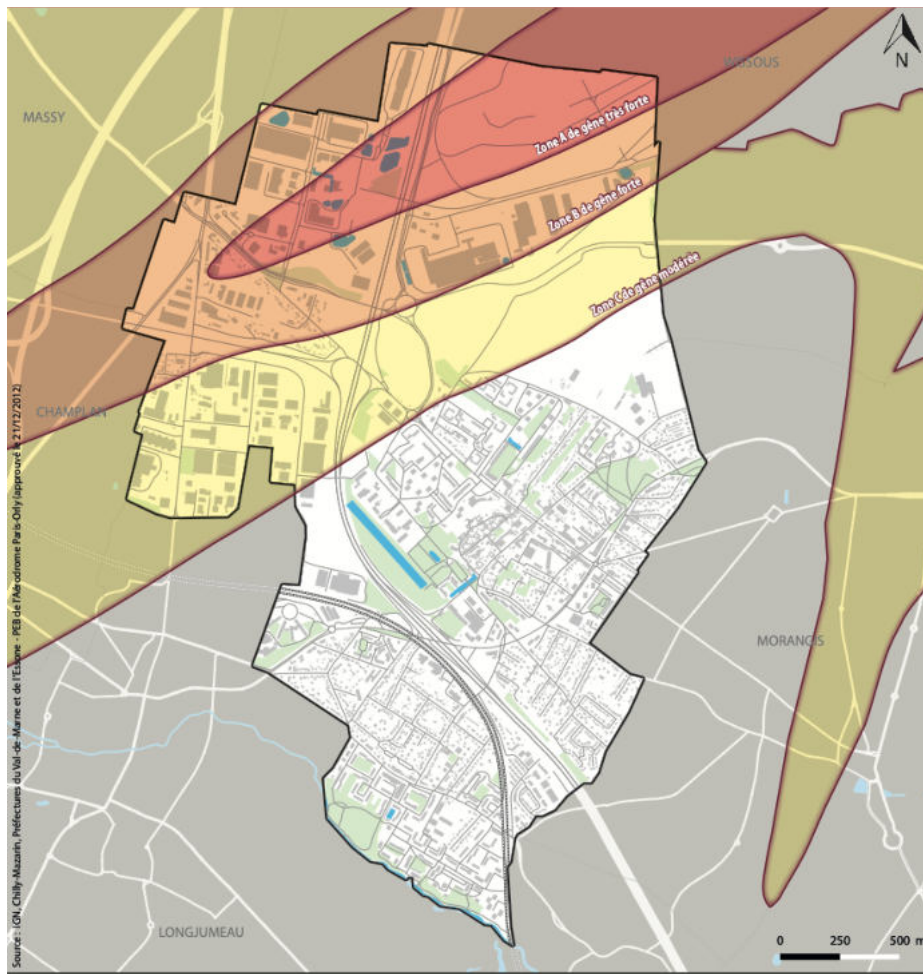 N
WISSOUS
MASSY
Zone A de gêne très forte
Zone B de gêne forte
Zone C de gêne modérée
CHAMPLAN
MORANGIS
LONGJUMEAU
0 250 500 m
Source : IGN, Chilly-Mazarin, Préfectures du Val-de-Marne et de l'Essonne - PEB de l'Aérodrome Paris-Orly (approuvé le 21/12/2012)